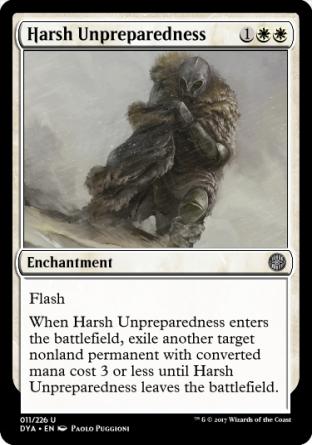 Harsh Unpreparedness 1
Enchantment
Flash
When Harsh Unpreparedness enters
the battlefield, exile another target
nonland permanent with converted
mana cost 3 or less until Harsh
Unpreparedness leaves the battlefield.
011/226 U
DYA • EN Paolo Puggioni
™ & © 2017 Wizards of the Coast